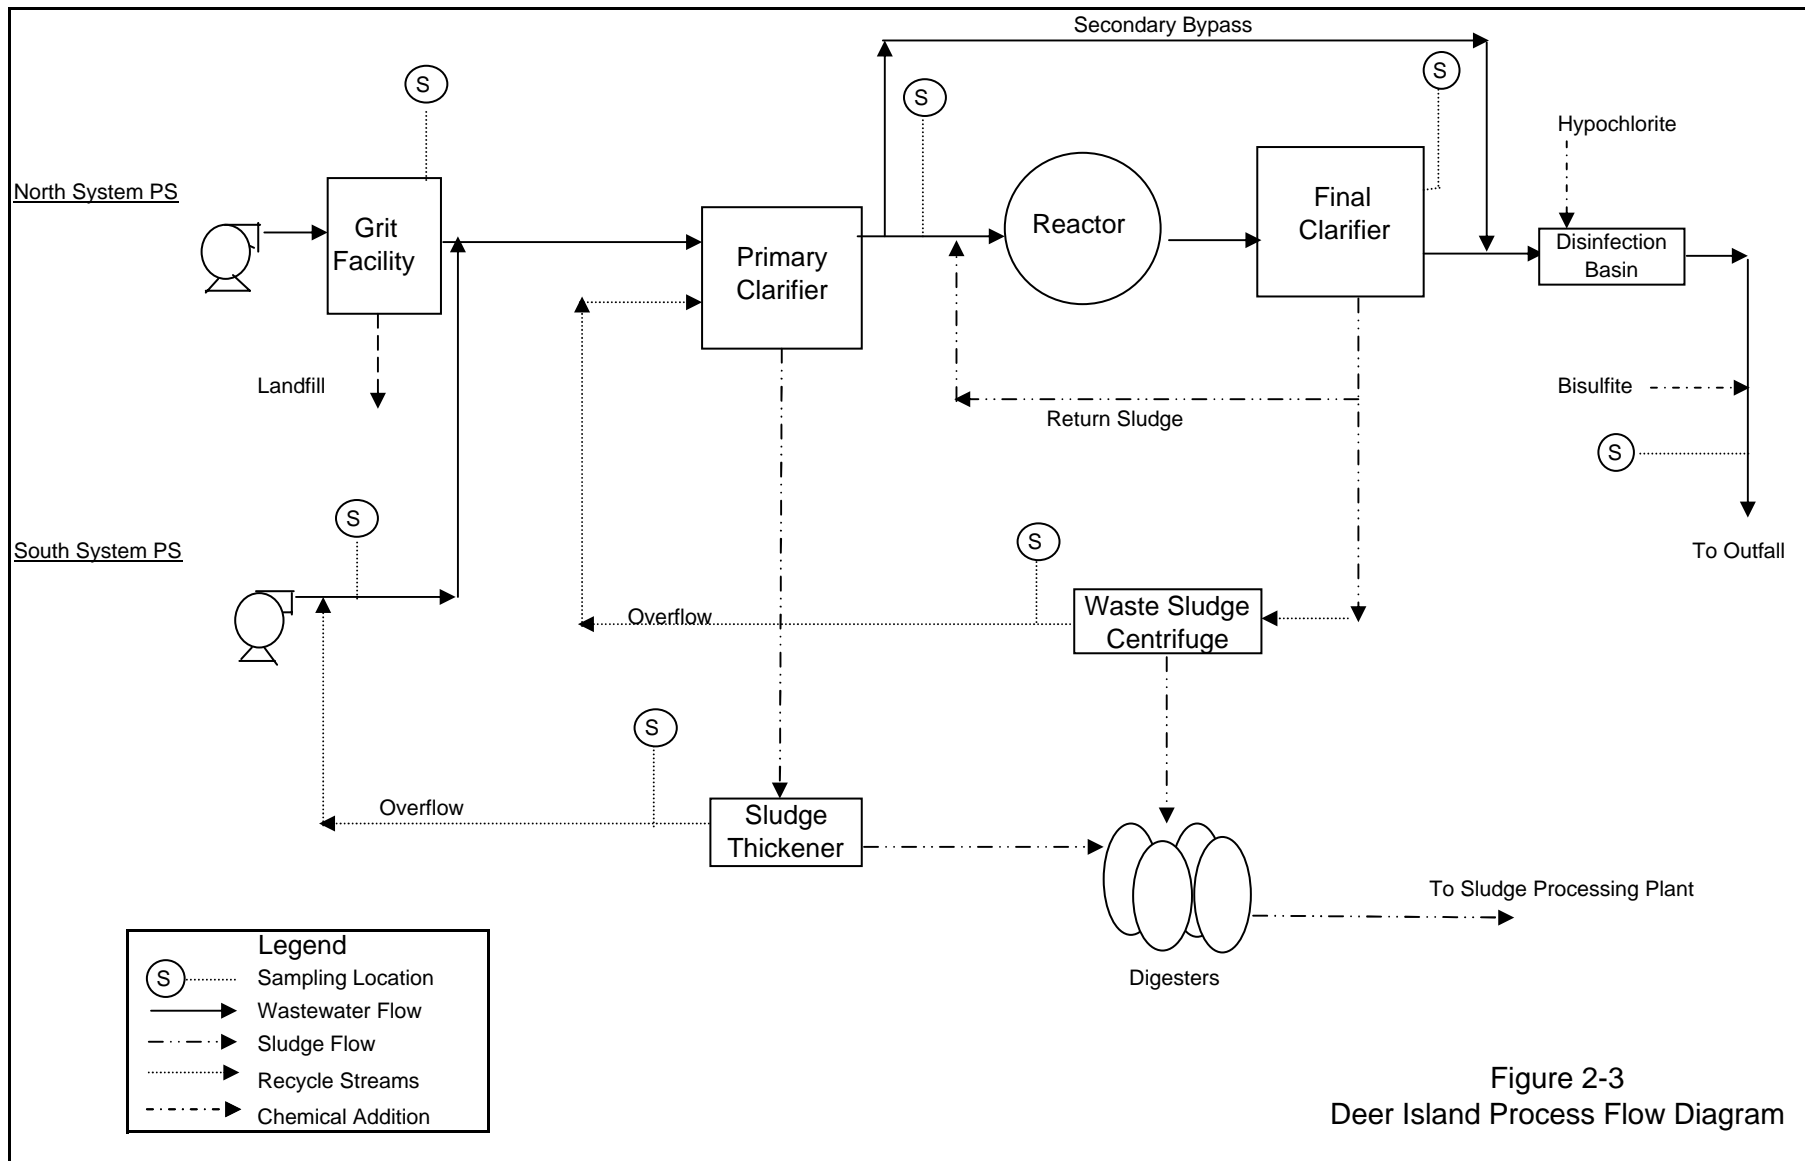 Secondary Bypass
S
S
S
Hypochlorite
North System PS
Grit
Facility
Primary
Clarifier
Reactor
Final
Clarifier
Disinfection
Basin
Landfill
Return Sludge
Bisulfite
S
S
S
South System PS
To Outfall
Overflow
Waste Sludge
Centrifuge
S
Overflow
Sludge
Thickener
To Sludge Processing Plant
Digesters
Legend
S Sampling Location
Wastewater Flow
Sludge Flow
Recycle Streams
Chemical Addition
Figure 2-3
Deer Island Process Flow Diagram